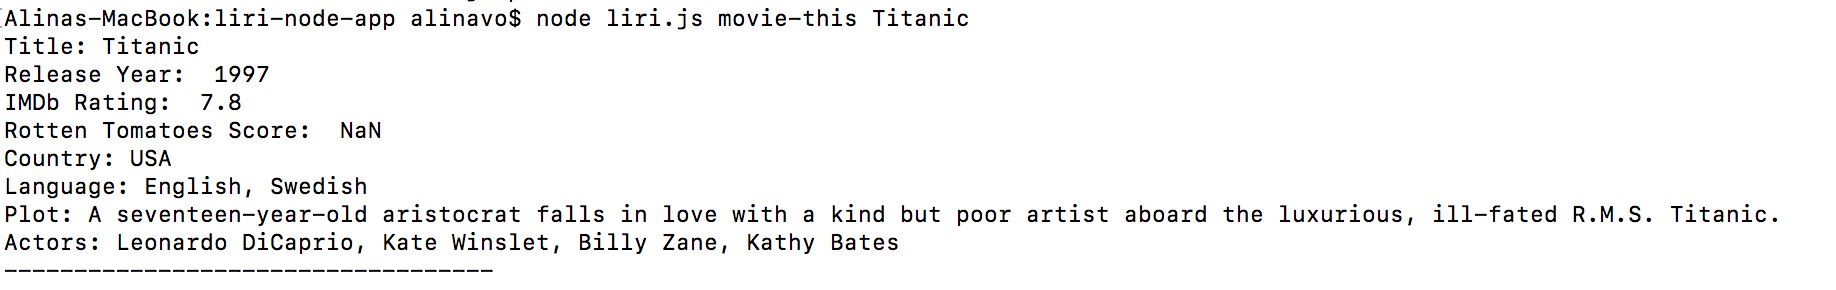 Alinas-MacBook:liri-node-app alinavo$ node liri.js movie-this Titanic
Title: Titanic
Release Year:  1997
IMDb Rating:  7.8
Rotten Tomatoes Score:  NaN
Country: USA
Language: English, Swedish
Plot: A seventeen-year-old aristocrat falls in love with a kind but poor artist aboard the luxurious, ill-fated R.M.S. Titanic.
Actors: Leonardo DiCaprio, Kate Winslet, Billy Zane, Kathy Bates
-----------------------------------